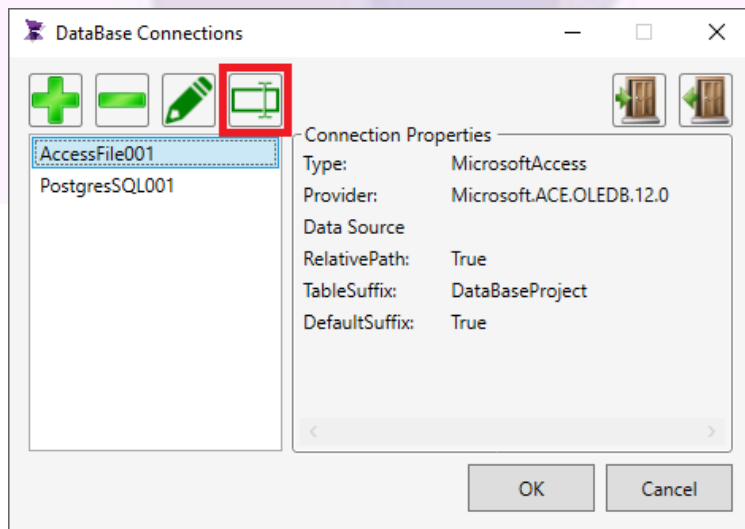 DataBase Connections
AccessFile001
PostgresSQL001
Connection Properties
Type: MicrosoftAccess
Provider: Microsoft.ACE.OLEDB.12.0
Data Source
RelativePath: True
TableSuffix: DataBaseProject
DefaultSuffix: True
OK Cancel